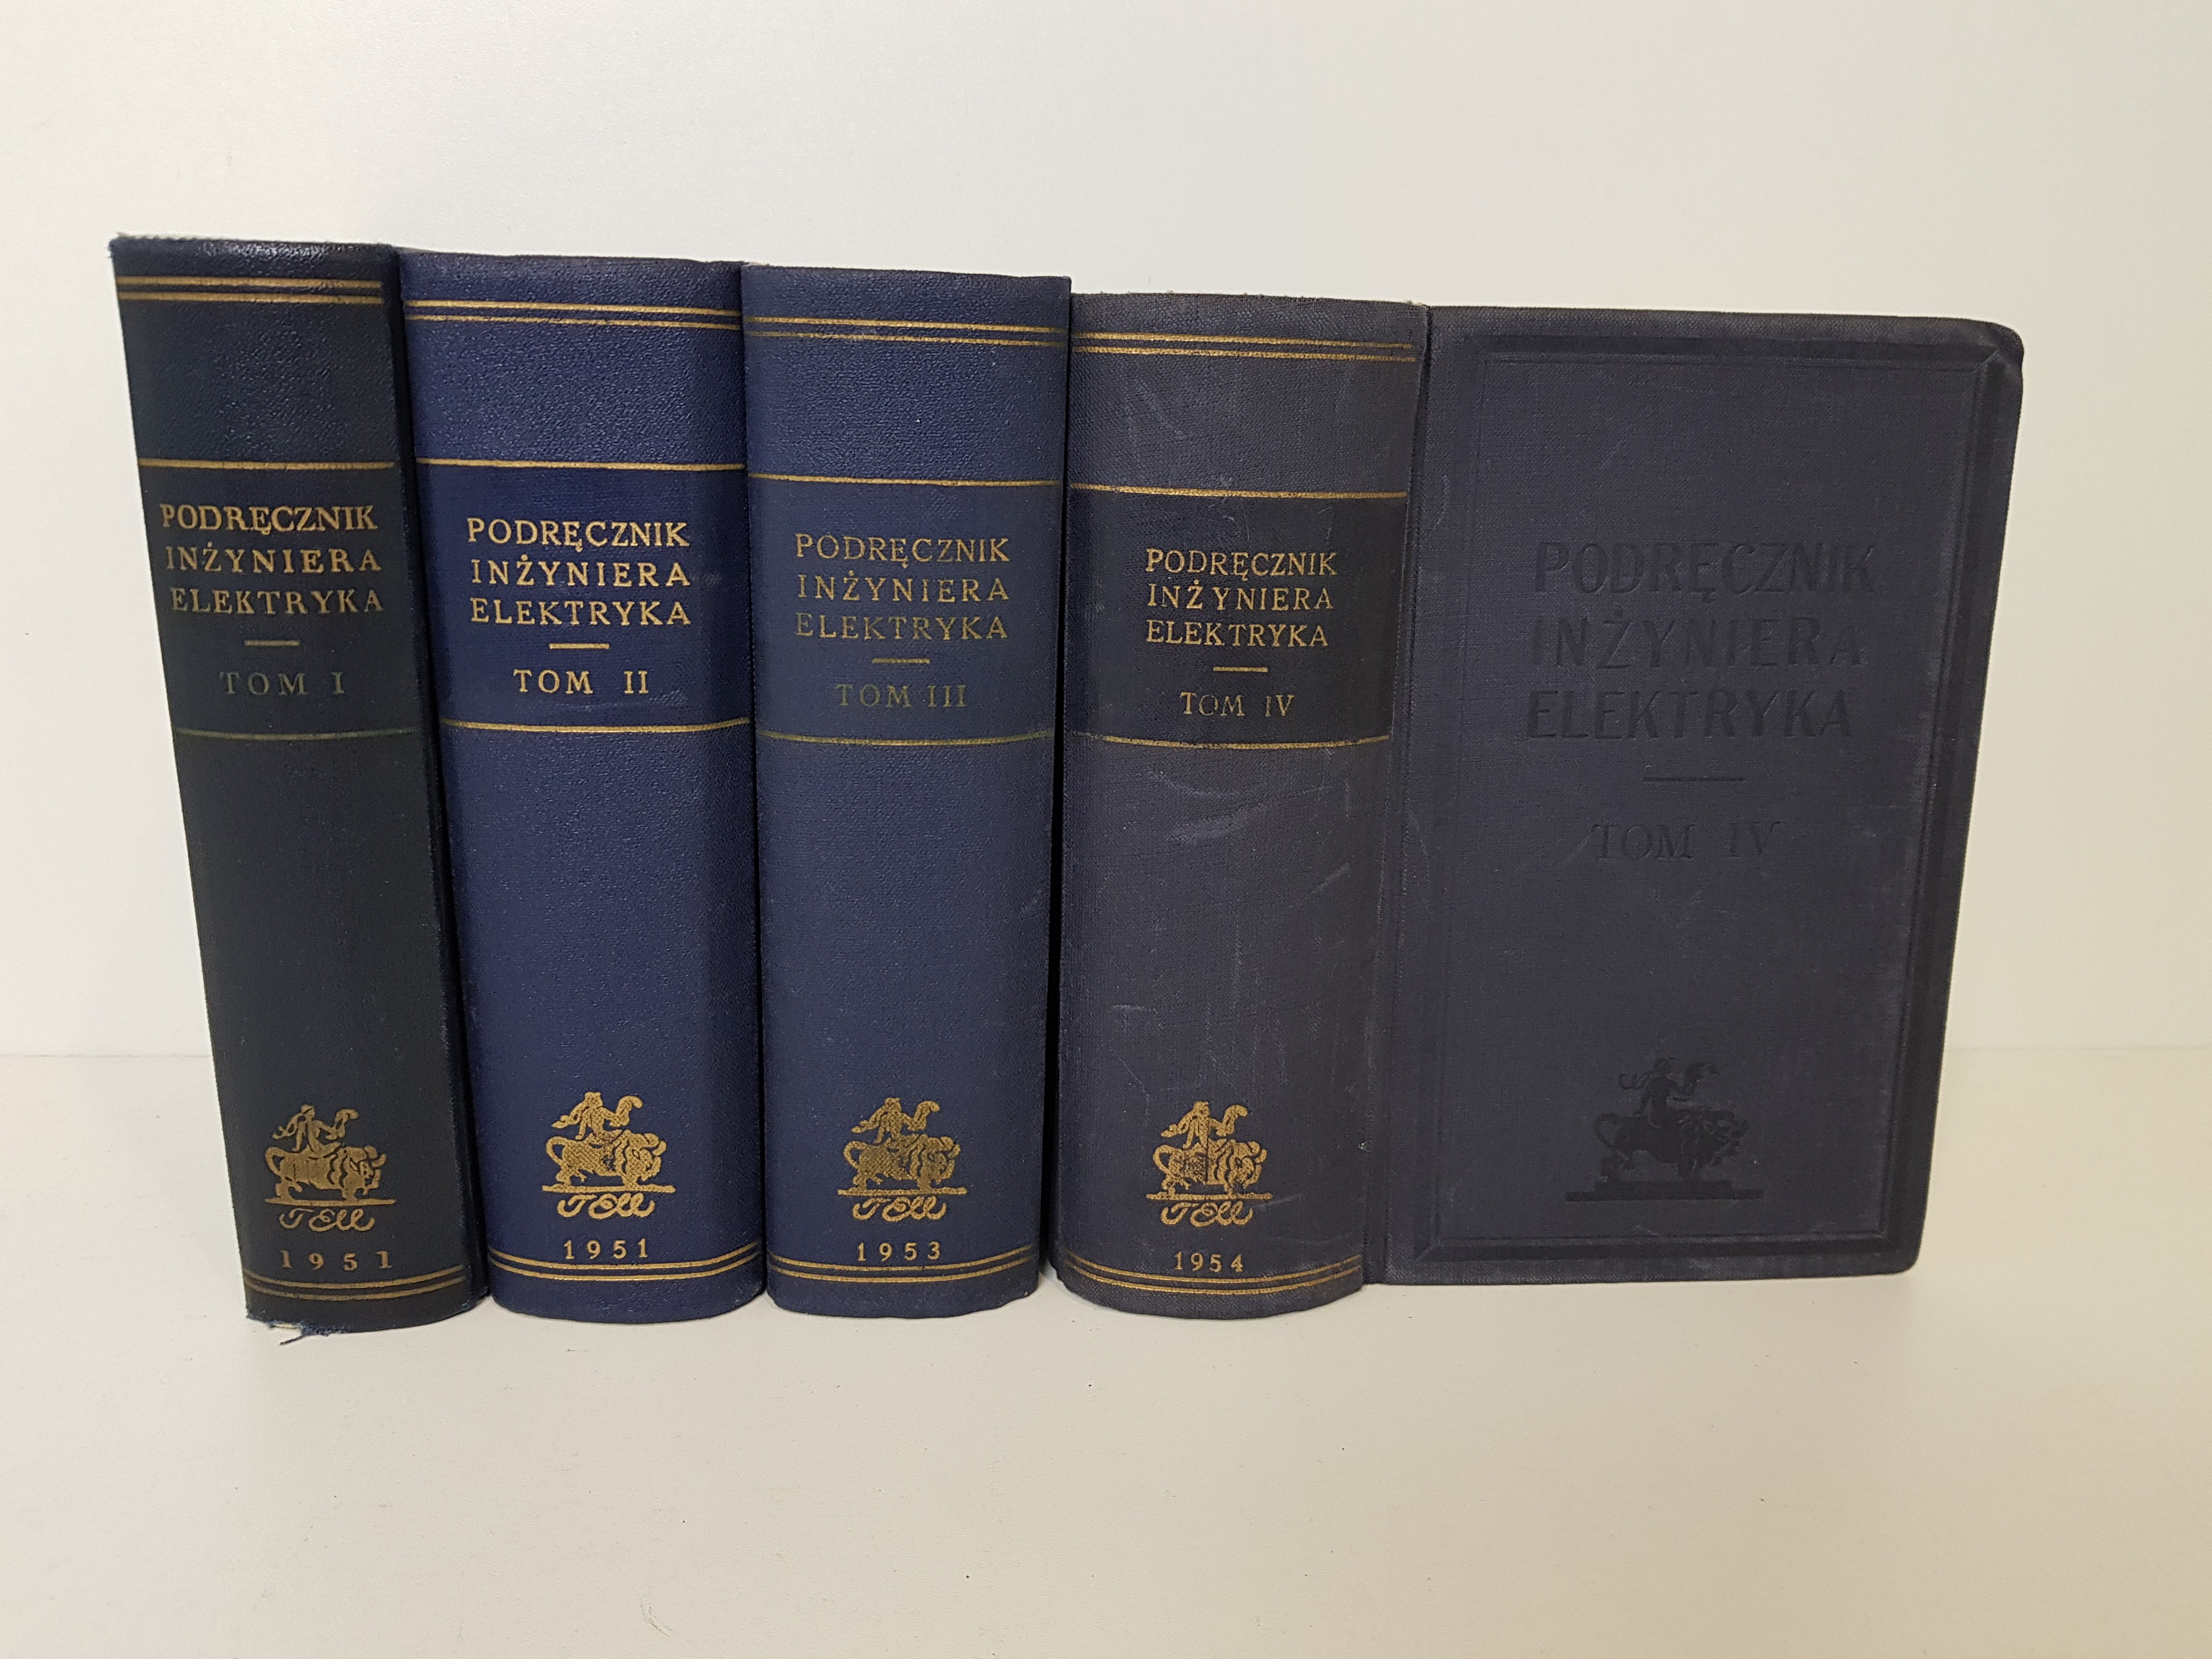 PODRĘCZNIK
INŻYNIERA
ELEKTRYKA
TOM I
1951
PODRĘCZNIK
INŻYNIERA
ELEKTRYKA
TOM II
1951
PODRĘCZNIK
INŻYNIERA
ELEKTRYKA
TOM III
1953
PODRĘCZNIK
INŻYNIERA
ELEKTRYKA
TOM IV
1954
PODRĘCZNIK
INŻYNIERA
ELEKTRYKA
TOM IV